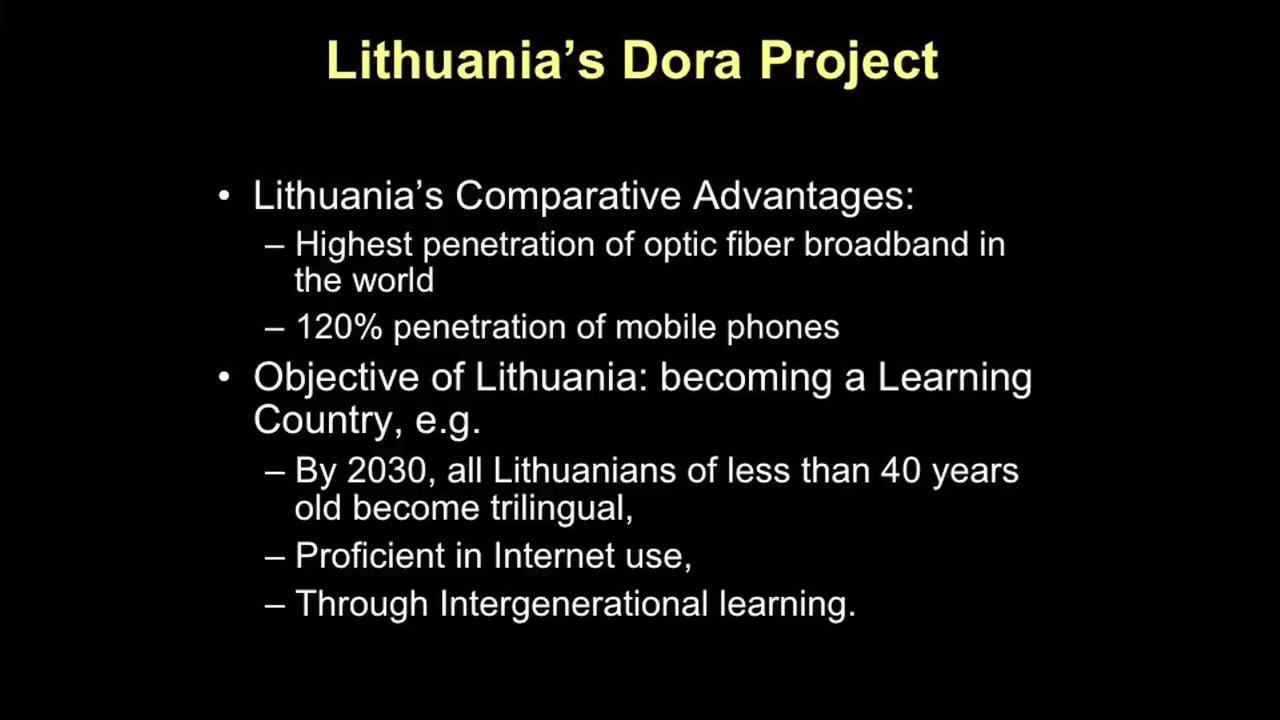 Lithuania’s Dora Project
• Lithuania’s Comparative Advantages:
– Highest penetration of optic fiber broadband in
the world
– 120% penetration of mobile phones
• Objective of Lithuania: becoming a Learning
Country, e.g.
– By 2030, all Lithuanians of less than 40 years
old become trilingual,
– Proficient in Internet use,
– Through Intergenerational learning.